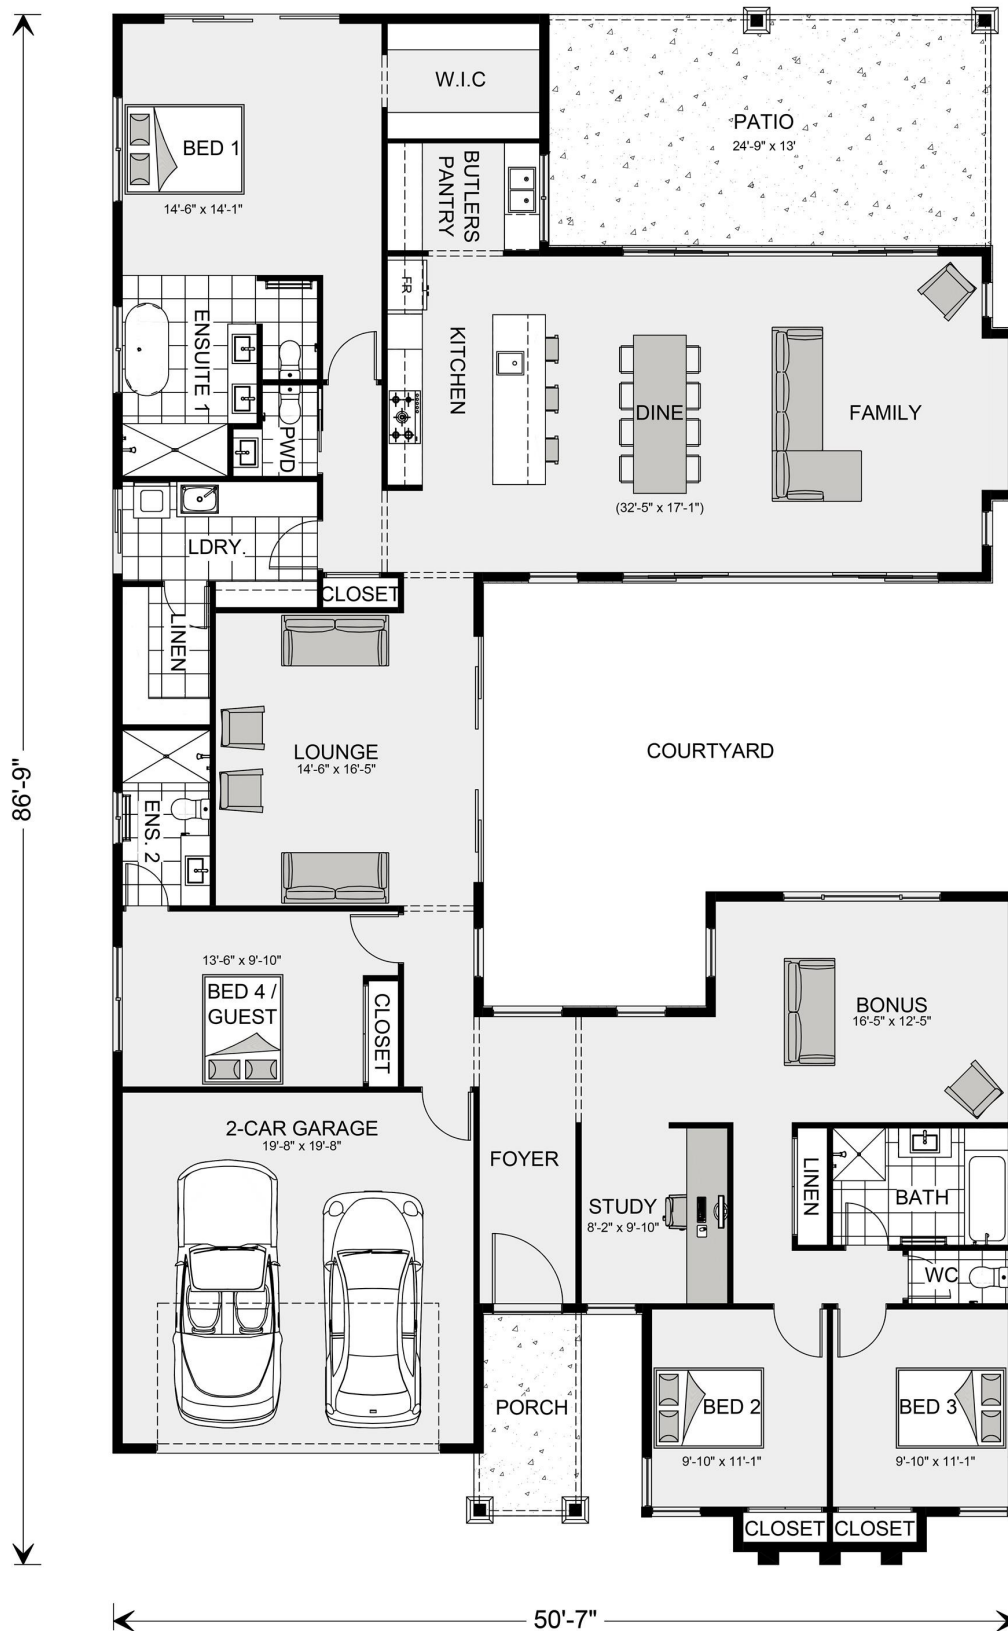 W.I.C
BED 1
14'-6" x 14'-1"
PATIO
24'-9" x 13'
BUTLERS
PANTRY
FR
ENSUITE 1
KITCHEN
DINE
(32'-5" x 17'-1")
FAMILY
PWD
LDRY.
CLOSET
LINEN
LOUNGE
14'-6" x 16'-5"
COURTYARD
86'-9"
ENS. 2
13'-6" x 9'-10"
BED 4 /
GUEST
CLOSET
BONUS
16'-5" x 12'-5"
2-CAR GARAGE
19'-8" x 19'-8"
FOYER
STUDY
8'-2" x 9'-10"
LINEN
BATH
WC
PORCH
BED 2
9'-10" x 11'-1"
BED 3
9'-10" x 11'-1"
CLOSET
CLOSET
50'-7"